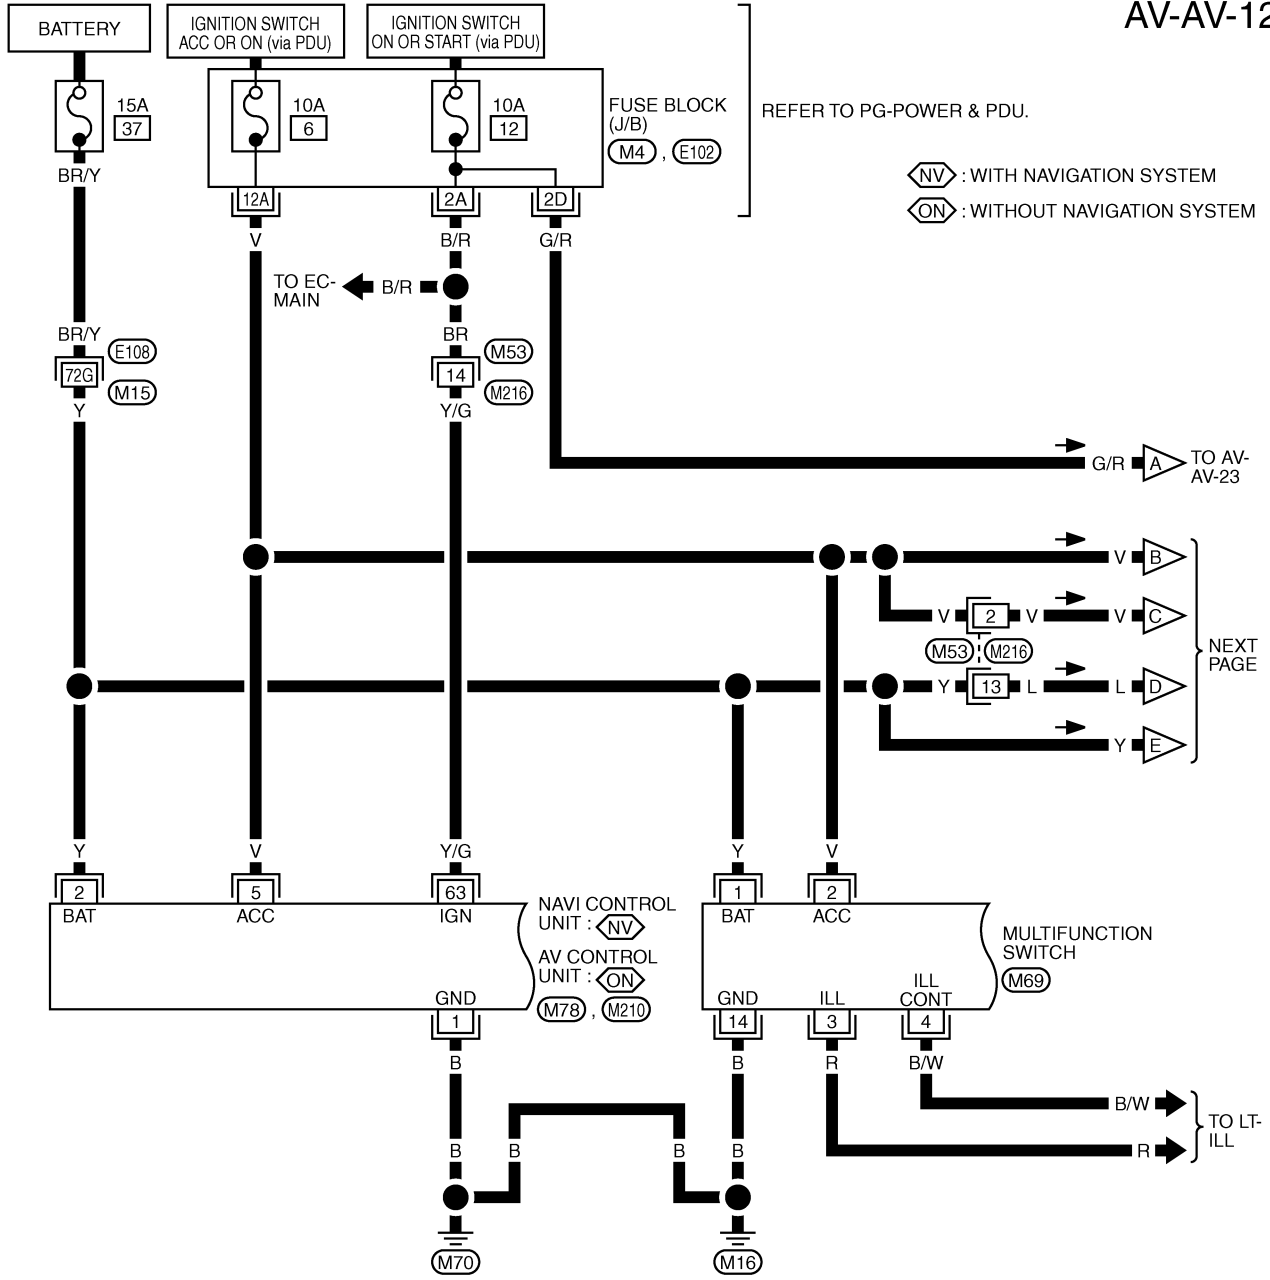 AV-AV-12
BATTERY
IGNITION SWITCH
ACC OR ON (via PDU)
IGNITION SWITCH
ON OR START (via PDU)
15A
37
10A
6
10A
12
FUSE BLOCK
(J/B)
M4 , E102
REFER TO PG-POWER & PDU.
NV : WITH NAVIGATION SYSTEM
ON : WITHOUT NAVIGATION SYSTEM
BR/Y
12A
2A
2D
V
B/R
G/R
TO EC-
MAIN
B/R
BR/Y
E108
72G
M15
Y
BR
M53
14
M216
Y/G
G/R
A
TO AV-
AV-23
V
B
V
2
V
V
C
M53
M216
NEXT
PAGE
Y
13
L
L
D
Y
E
Y
V
Y/G
Y
V
2
5
63
1
2
BAT
ACC
IGN
NAVI CONTROL
UNIT : NV
AV CONTROL
UNIT : ON
M78 , M210
BAT
ACC
MULTIFUNCTION
SWITCH
M69
GND
GND
ILL
ILL
CONT
1
14
3
4
B
B
R
B/W
B/W
TO LT-
ILL
R
B
B
B
B
M70
M16